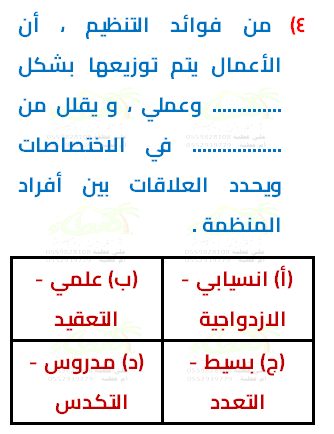 ٤) من فوائد التنظيم ، أن
الأعمال يتم توزيعها بشكل
.............. وعملي ، و يقلل من
.................. في الاختصاصات
ويحدد العلاقات بين أفراد
المنظمة .
(أ) انسيابي - (ب) علمي -
الازدواجية التعقيد
(ج) بسيط - (د) مدروس -
التعدد التكدس